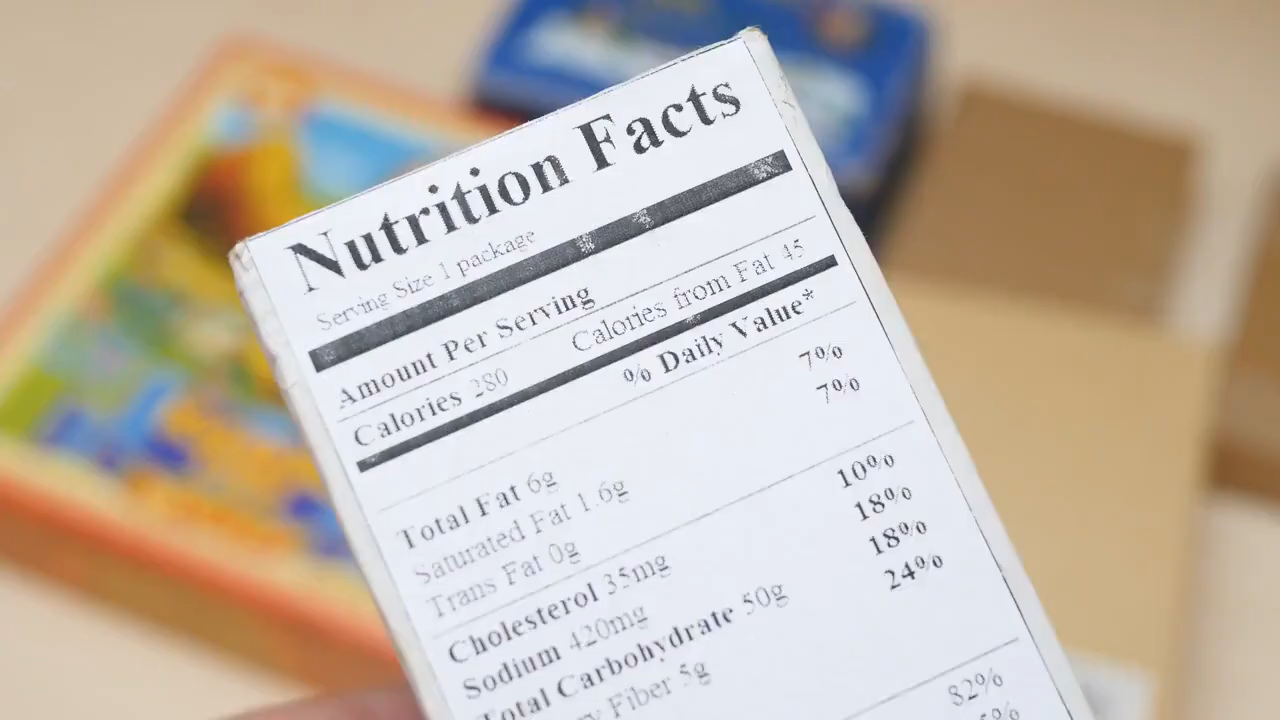 Nutrition Facts
Serving Size 1 package
Amount Per Serving
Calories 280 Calories from Fat 45
% Daily Value*
Total Fat 6g 7%
Saturated Fat 1.6g 7%
Trans Fat 0g
Cholesterol 35mg 10%
Sodium 420mg 18%
Total Carbohydrate 50g 18%
Fiber 5g 24%
82%